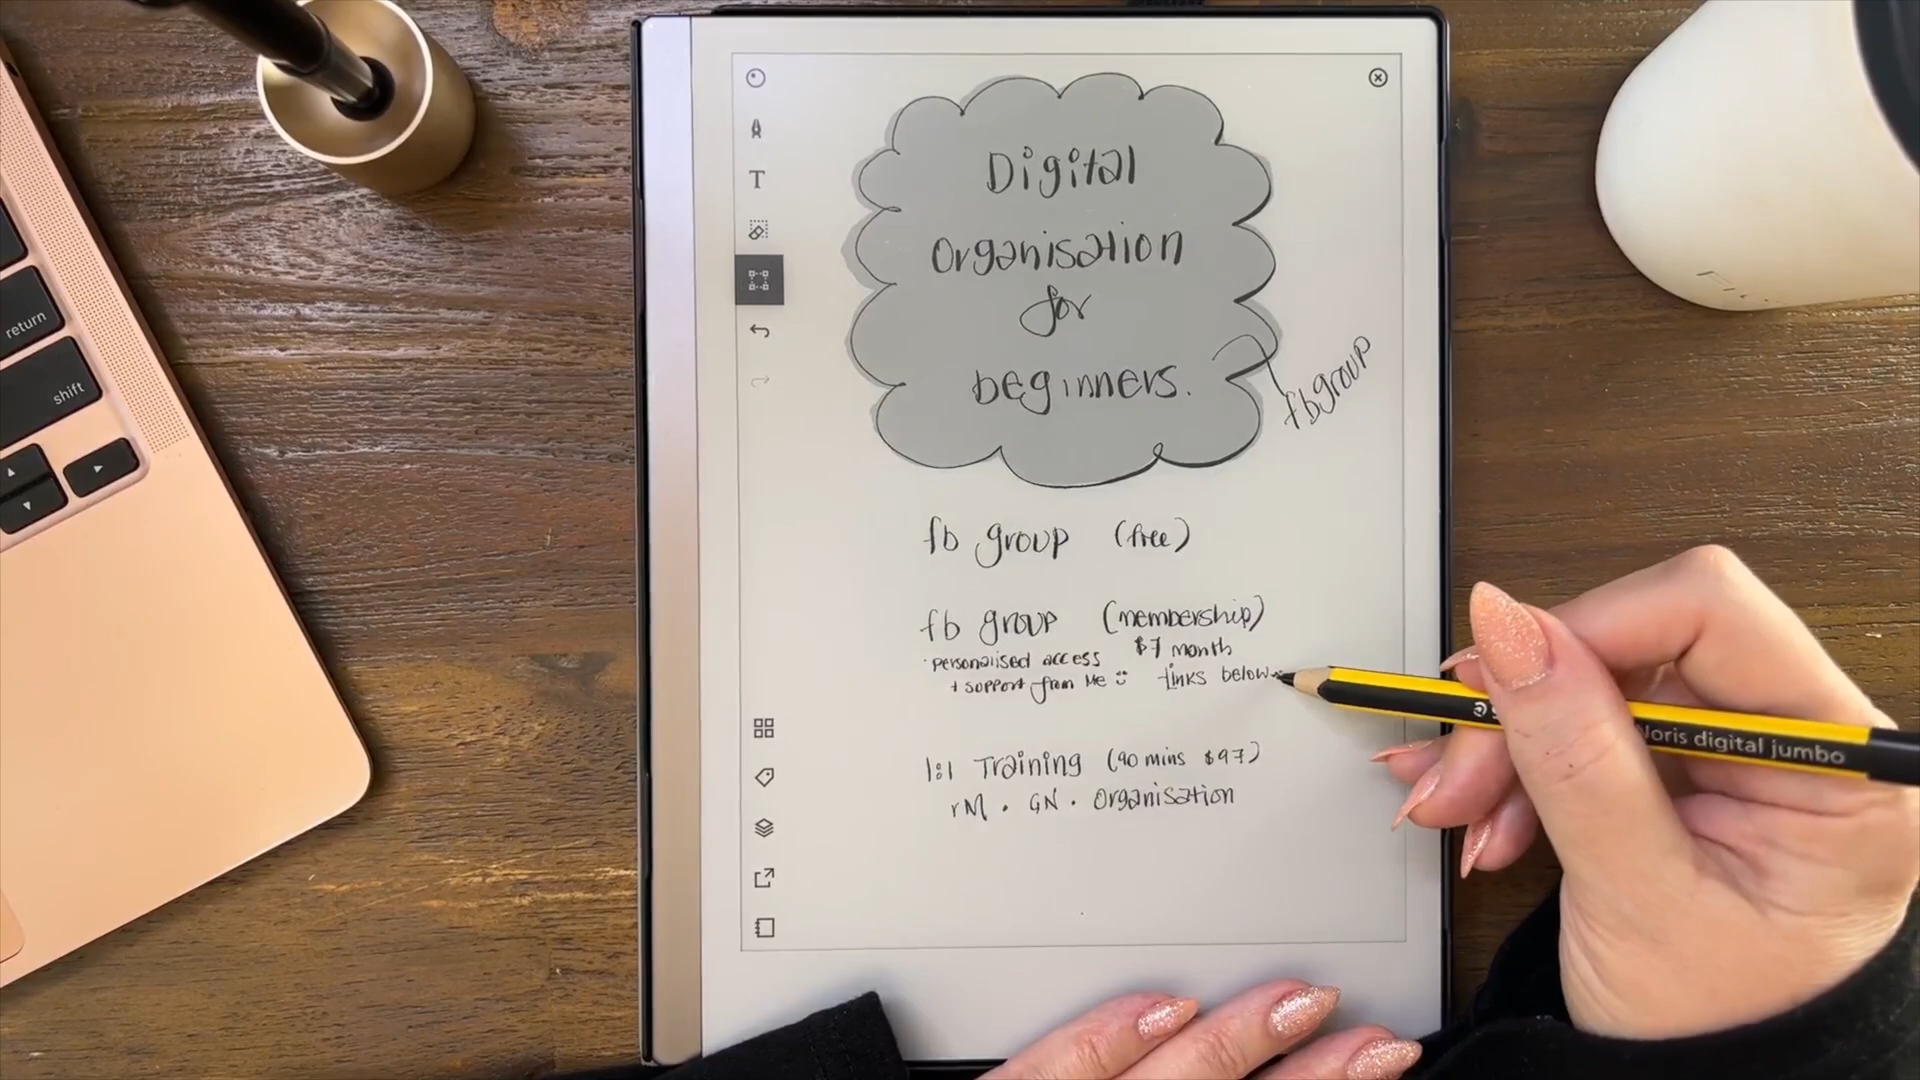 return
shift
T
Digital
Organisation
for
beginners.
fb group
fb group (free)
fb group (membership)
· personalised access $7 month
+ support from Me Links below
1:1 Training (90 mins $97)
rM · GN · Organisation
Noris digital jumbo